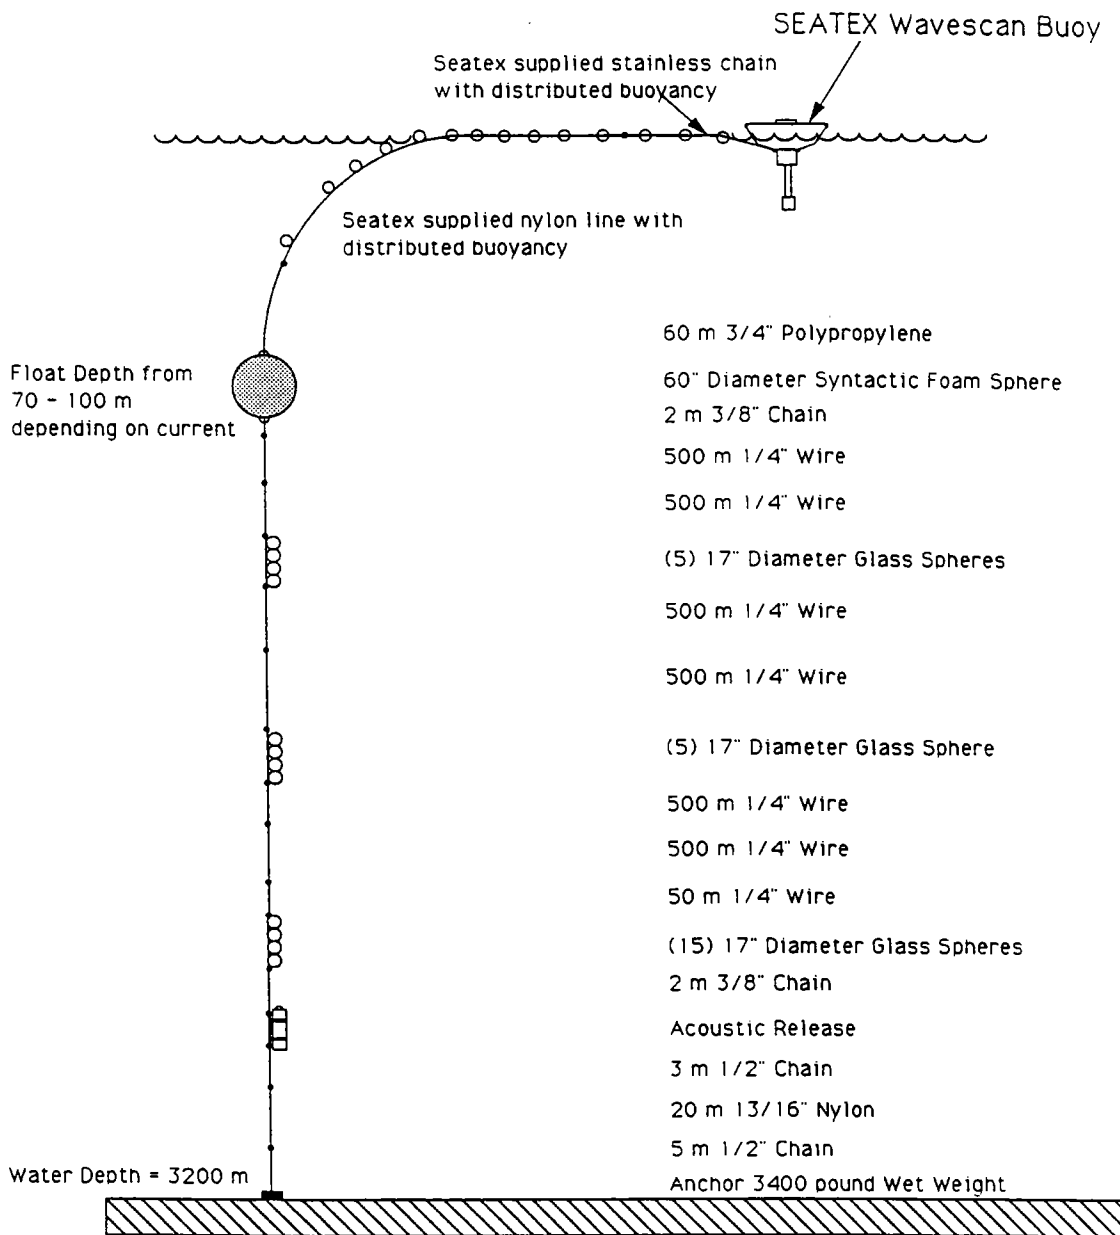 SEATEX Wavescan Buoy
Seatex supplied stainless chain
with distributed buoyancy
Seatex supplied nylon line with
distributed buoyancy
60 m 3/4" Polypropylene
Float Depth from
70 - 100 m
depending on current
60" Diameter Syntactic Foam Sphere
2 m 3/8" Chain
500 m 1/4" Wire
500 m 1/4" Wire
(5) 17" Diameter Glass Spheres
500 m 1/4" Wire
500 m 1/4" Wire
(5) 17" Diameter Glass Sphere
500 m 1/4" Wire
500 m 1/4" Wire
50 m 1/4" Wire
(15) 17" Diameter Glass Spheres
2 m 3/8" Chain
Acoustic Release
3 m 1/2" Chain
20 m 13/16" Nylon
5 m 1/2" Chain
Water Depth = 3200 m
Anchor 3400 pound Wet Weight